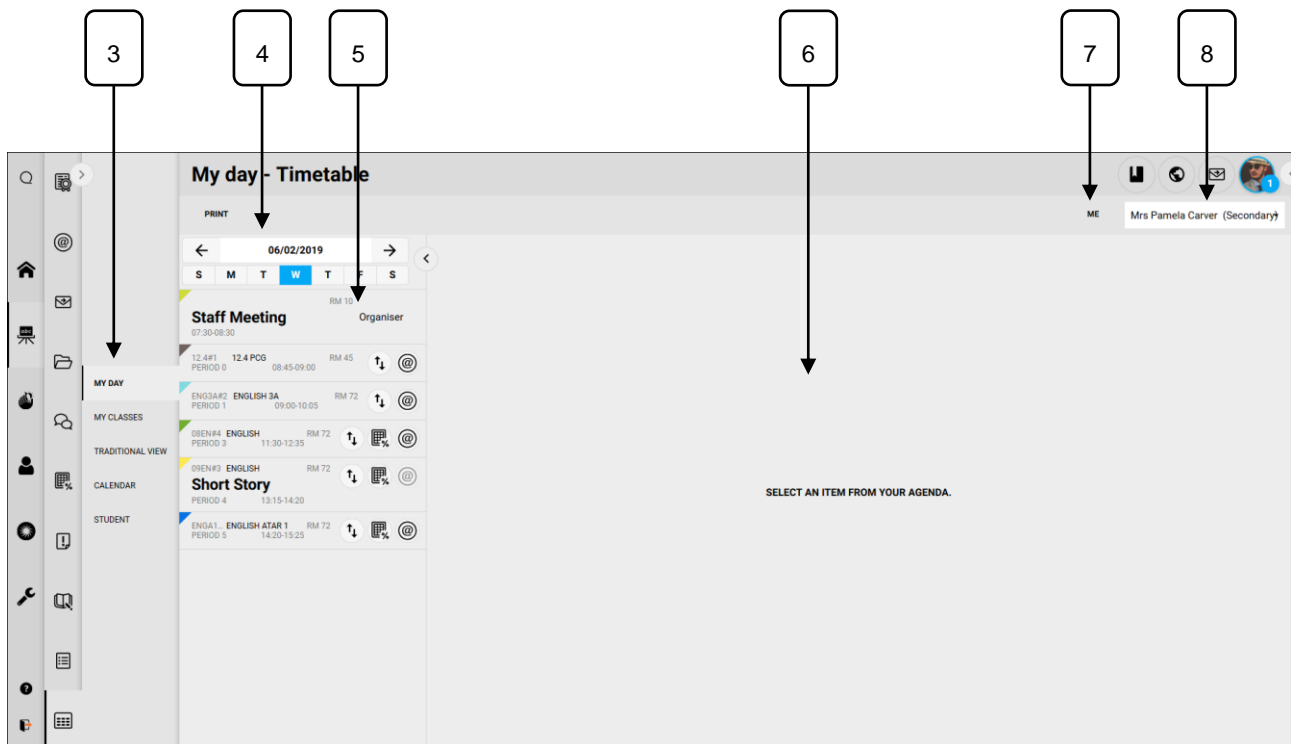 3 4 5 6 7 8
My day - Timetable
1
PRINT
ME
Mrs Pamela Carver (Secondary)
06/02/2019
S M T W T F S
RM 10
Staff Meeting Organiser
07:30-08:30
12.4#1 12.4 PCG RM 45
PERIOD 0 08:45-09:00
@
ENG3A#2 ENGLISH 3A RM 72
PERIOD 1 09:00-10:05
@
08EN#4 ENGLISH RM 72
PERIOD 3 11:30-12:35
% @
09EN#3 ENGLISH RM 72
Short Story
PERIOD 4 13:15-14:20
% @
ENGA1... ENGLISH ATAR 1 RM 72
PERIOD 5 14:20-15:25
% @
MY DAY
MY CLASSES
TRADITIONAL VIEW
CALENDAR
STUDENT
SELECT AN ITEM FROM YOUR AGENDA.
abc
@
%
?